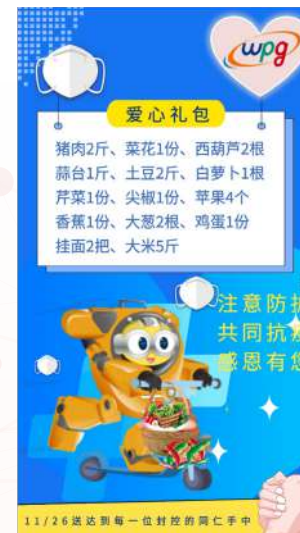 wpg
爱心礼包
猪肉2斤、菜花1份、西葫芦2根
蒜台1斤、土豆2斤、白萝卜1根
芹菜1份、尖椒1份、苹果4个
香蕉1份、大葱2根、鸡蛋1份
挂面2把、大米5斤
注意防护
共同抗疫
感恩有您
11/26送达到每一位封控的同仁手中